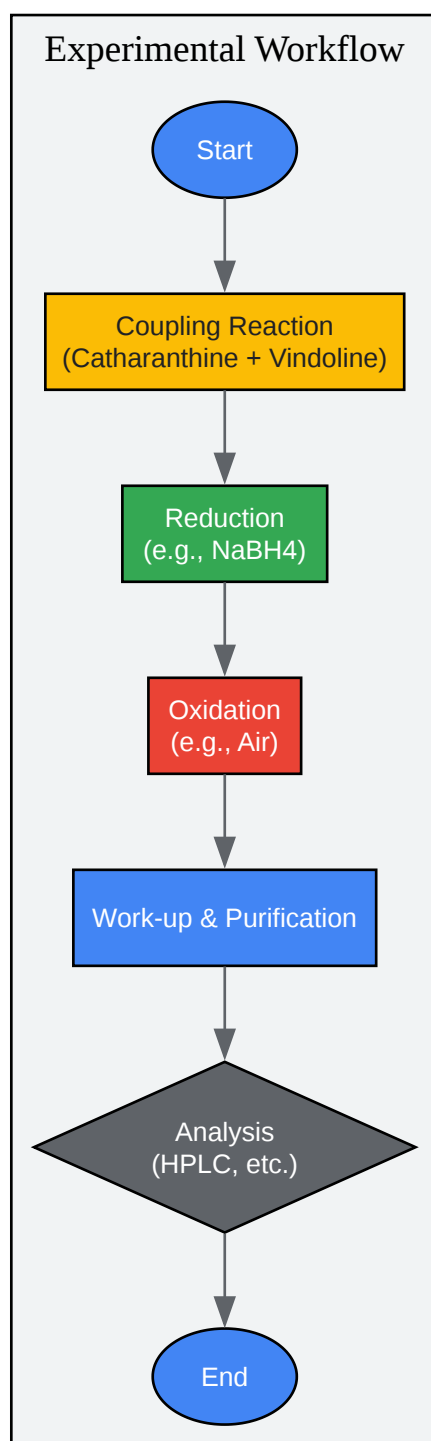 Experimental Workflow
Start
Coupling Reaction
(Catharanthine + Vindoline)
Reduction
(e.g., NaBH4)
Oxidation
(e.g., Air)
Work-up & Purification
Analysis
(HPLC, etc.)
End